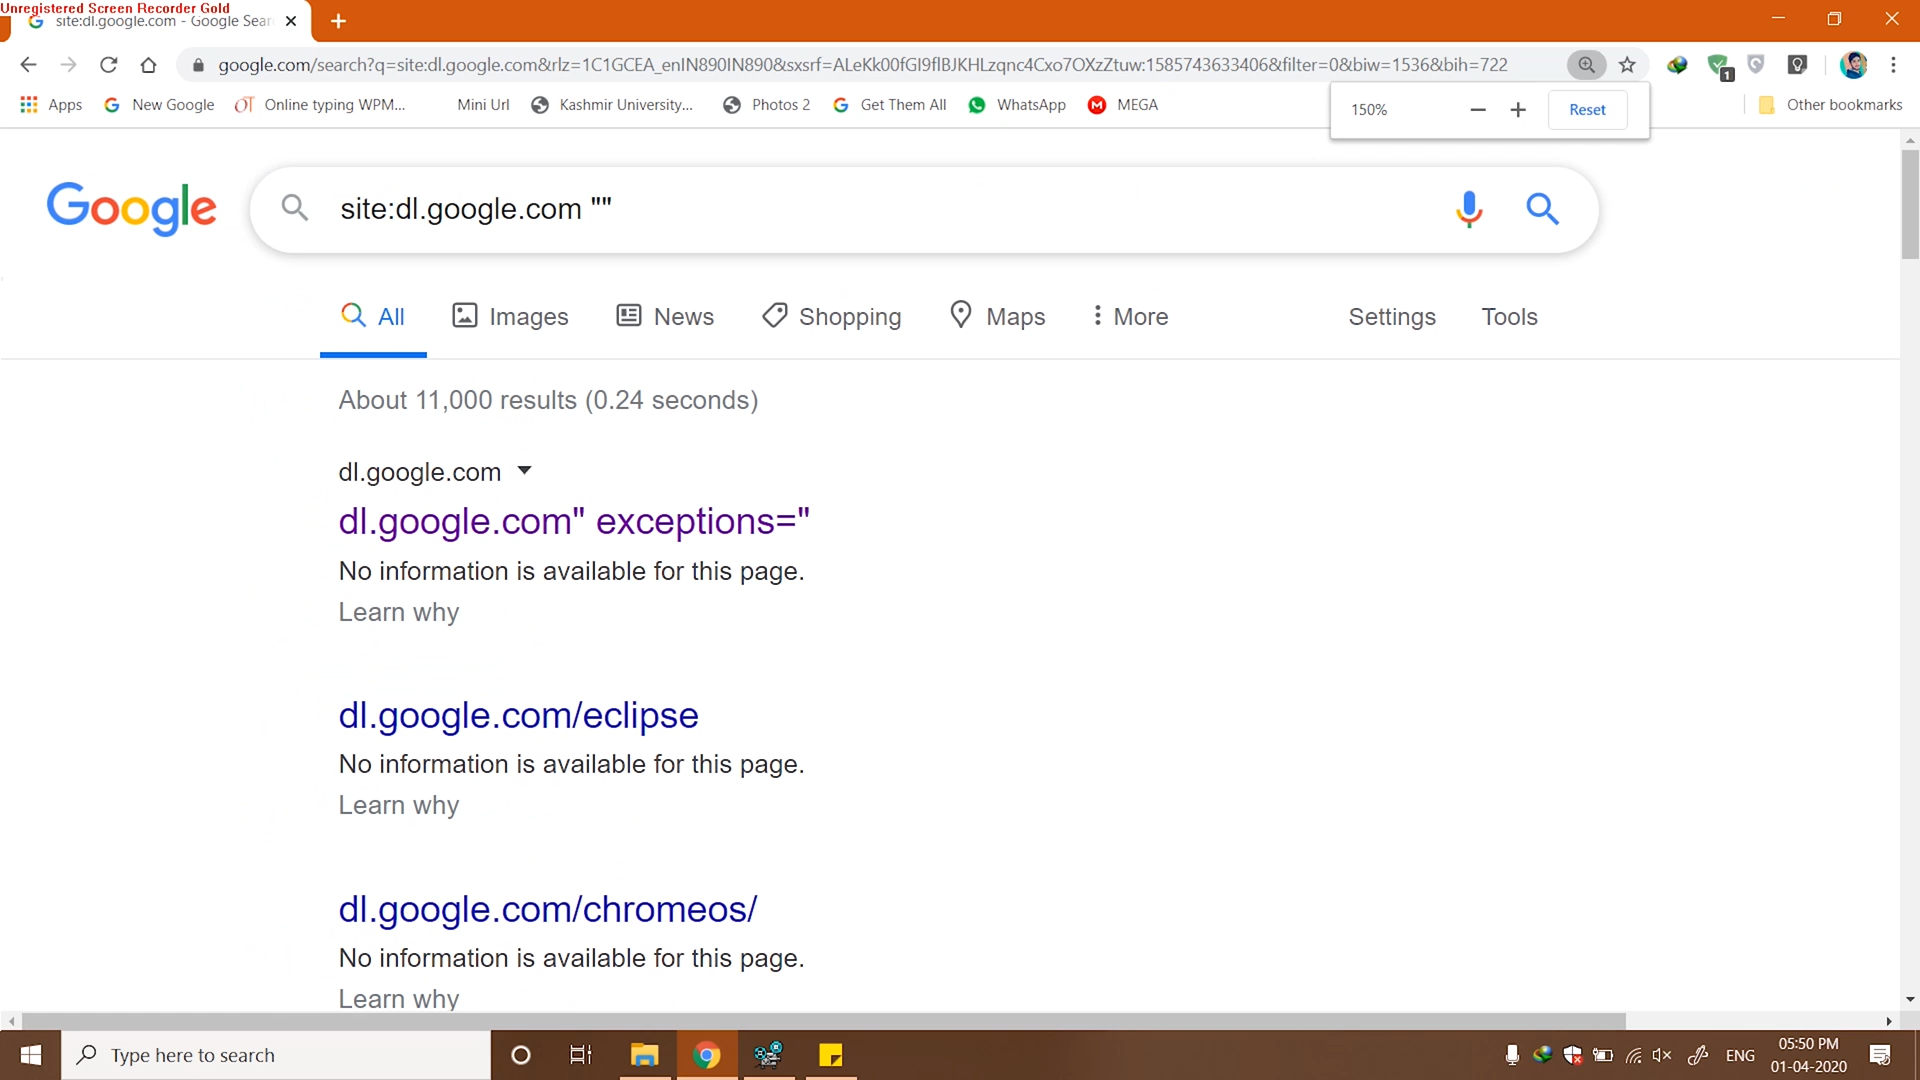 Unregistered Screen Recorder Gold
site:dl.google.com - Google Sear
google.com/search?q=site:dl.google.com&rlz=1C1GCEA_enIN890IN890&sxsrf=ALeKk00fGI9flBJKHLzqnc4Cxo7OXzZtuw:1585743633406&filter=0&biw=1536&bih=722
1
Apps New Google OT Online typing WPM... Mini Url Kashmir University... Photos 2 Get Them All WhatsApp M MEGA Other bookmarks
150% − + Reset
Google site:dl.google.com ""
All Images News Shopping Maps More Settings Tools
About 11,000 results (0.24 seconds)
dl.google.com
dl.google.com" exceptions="
No information is available for this page.
Learn why
dl.google.com/eclipse
No information is available for this page.
Learn why
dl.google.com/chromeos/
No information is available for this page.
Learn why
Type here to search
ENG
05:50 PM
01-04-2020